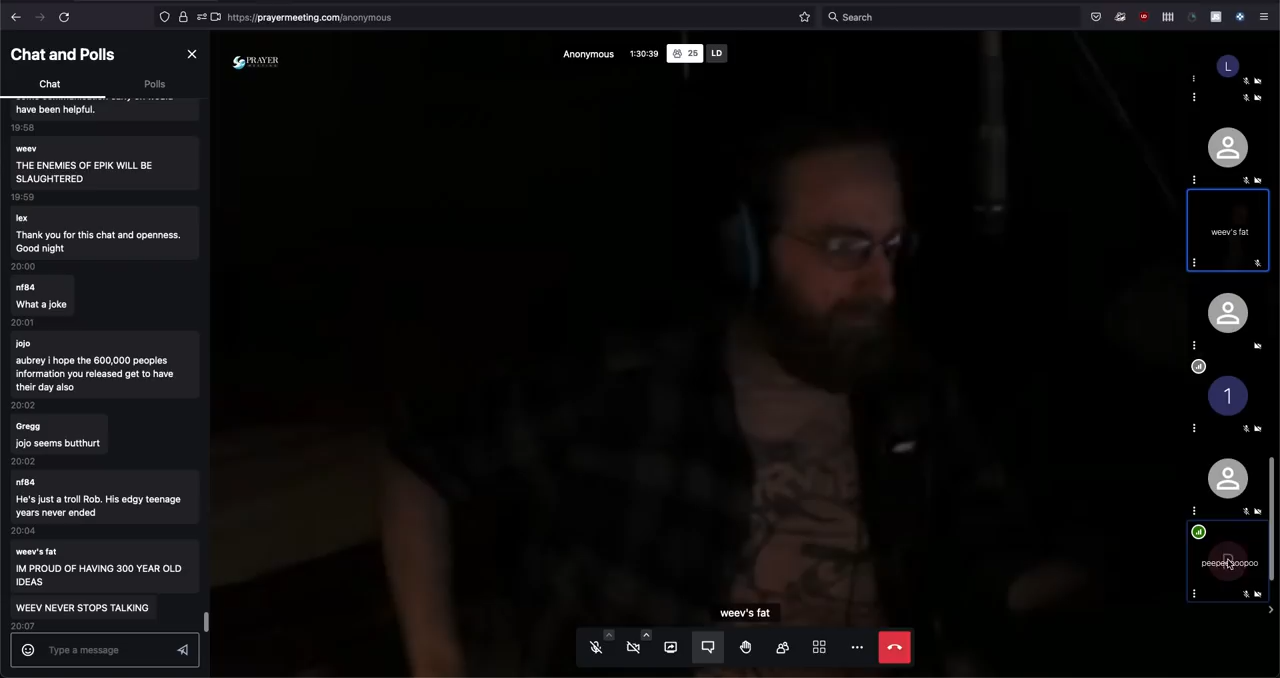 https://prayermeeting.com/anonymous
Search
Chat and Polls
Anonymous 1:30:39 25 LD
PRAYER
Chat Polls
have been helpful.
19:58
weev
THE ENEMIES OF EPIK WILL BE
SLAUGHTERED
19:59
lex
Thank you for this chat and openness.
Good night
20:00
nf84
What a joke
20:01
jojo
aubrey i hope the 600,000 peoples
information you released get to have
their day also
20:02
Gregg
jojo seems butthurt
20:02
nf84
He's just a troll Rob. His edgy teenage
years never ended
20:04
weev's fat
IM PROUD OF HAVING 300 YEAR OLD
IDEAS
WEEV NEVER STOPS TALKING
20:07
Type a message
weev's fat
L
weev's fat
1